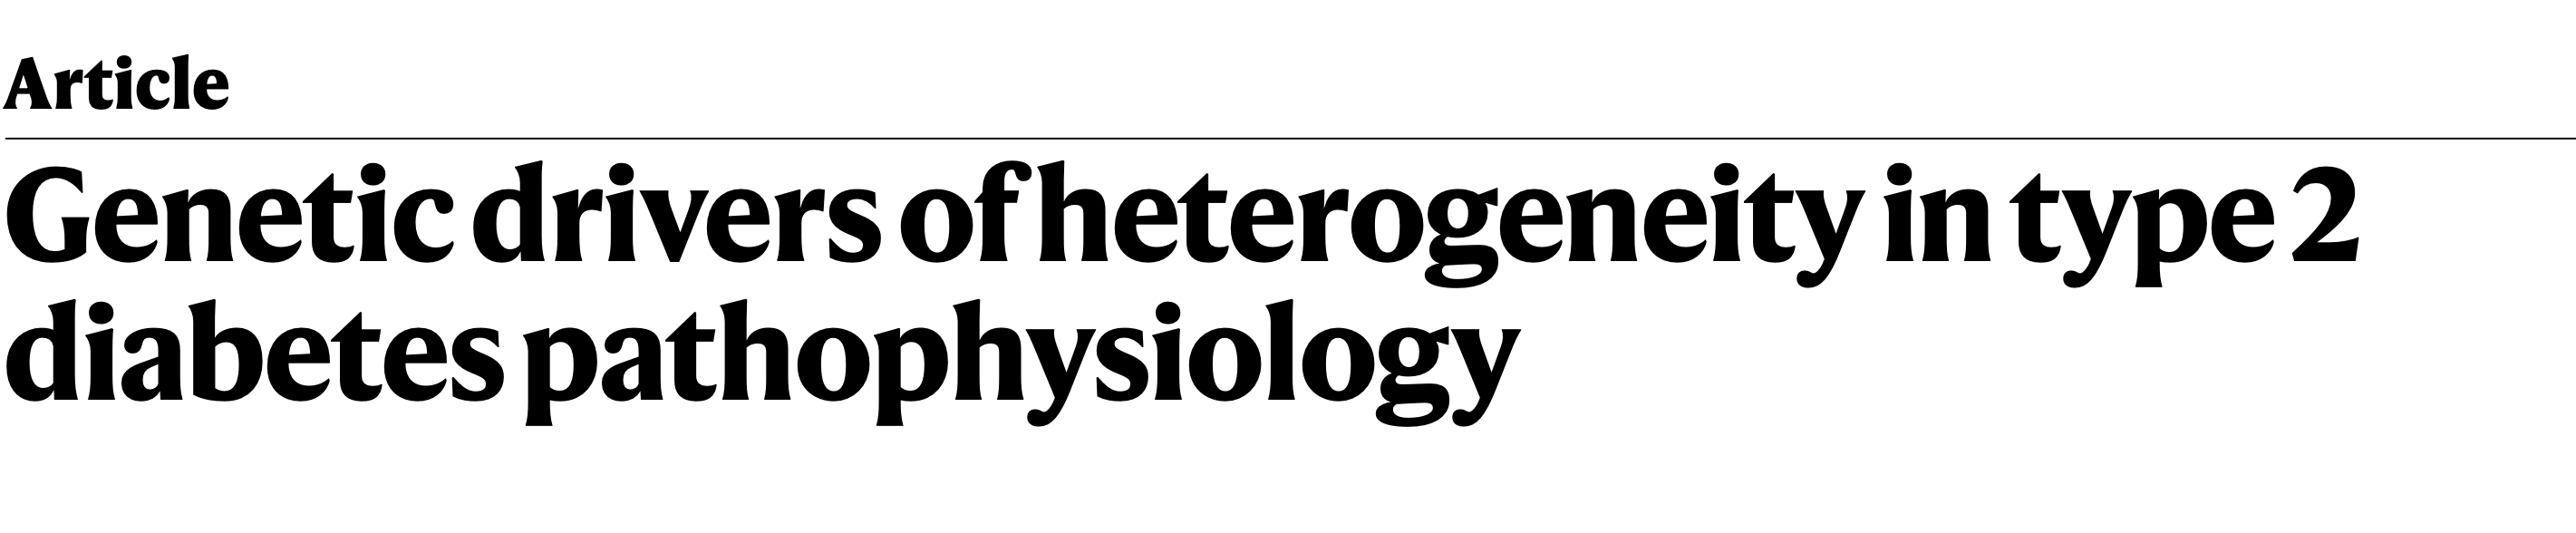 Article
Genetic drivers of heterogeneity in type 2
diabetes pathophysiology